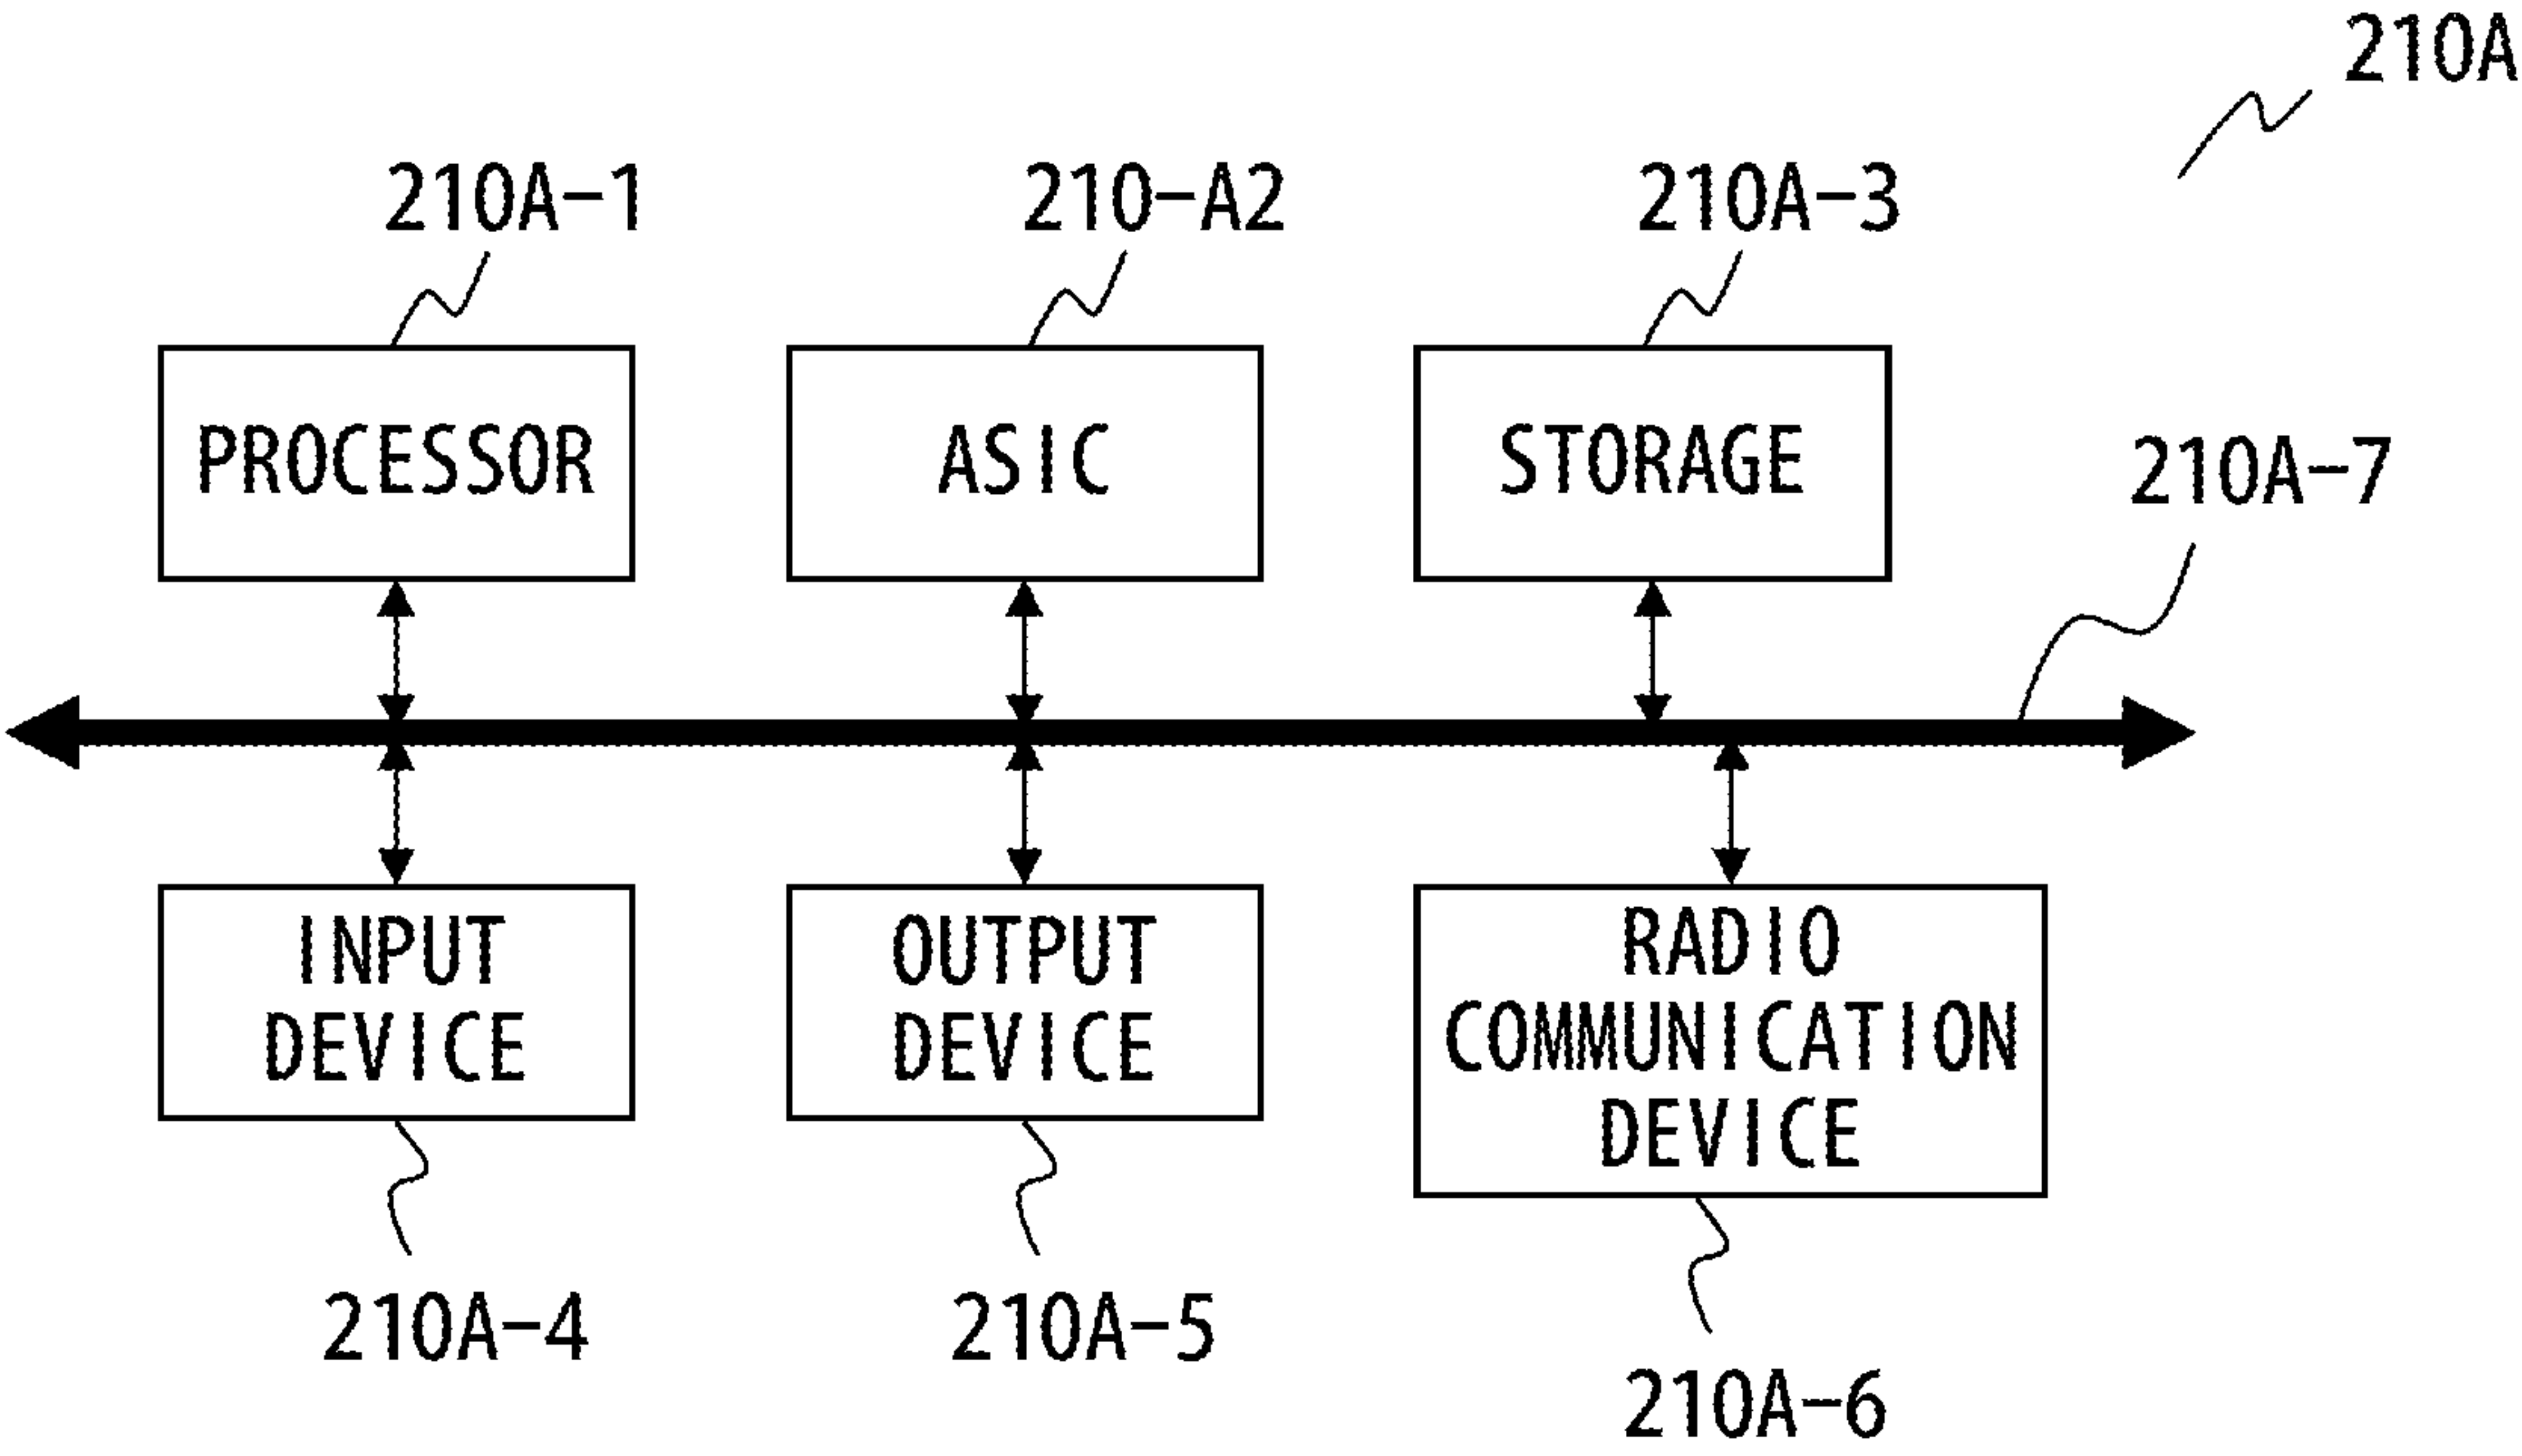 210A
210A-1
210-A2
210A-3
PROCESSOR
ASIC
STORAGE
210A-7
INPUT
DEVICE
OUTPUT
DEVICE
RADIO
COMMUNICATION
DEVICE
210A-4
210A-5
210A-6